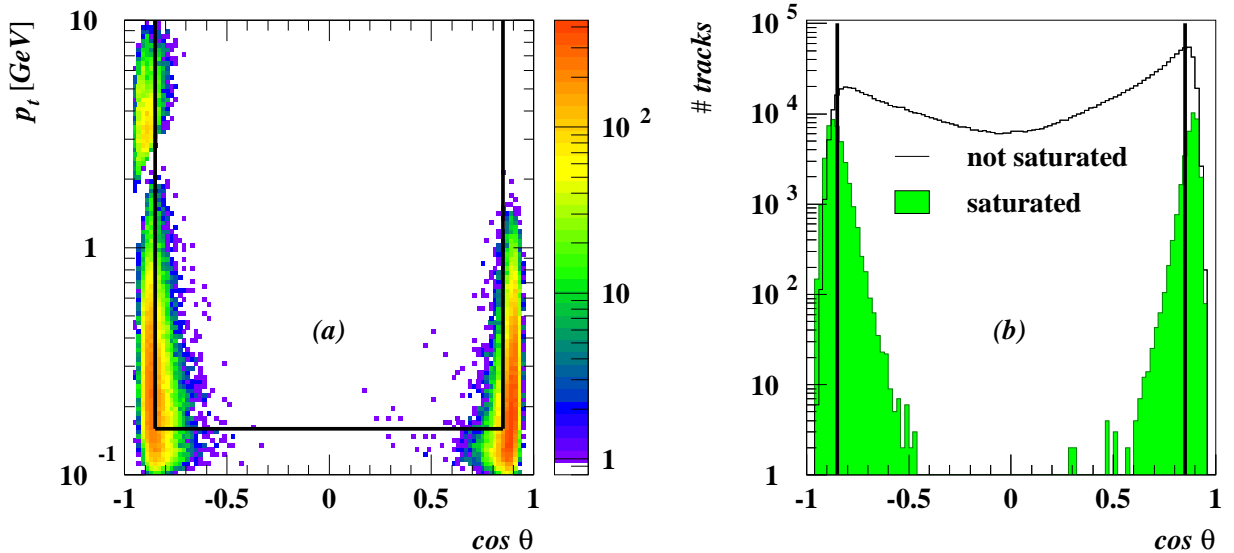 p_t [GeV]
10
1
10 ^-1
-1 -0.5 0 0.5 1
cos θ
(a)
10 ^2
10
1
# tracks
10 ^5
10 ^4
10 ^3
10 ^2
10
1
-1 -0.5 0 0.5 1
cos θ
not saturated
saturated
(b)